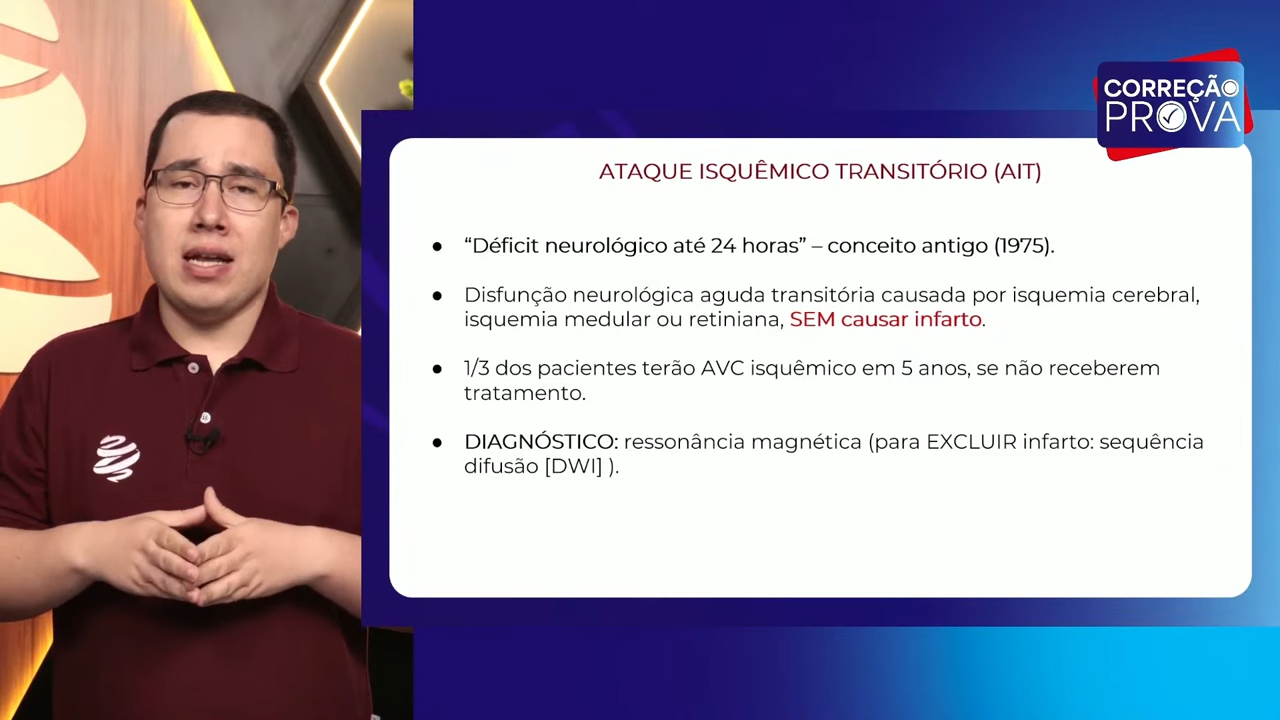 CORREÇÃO
PROVA
ATAQUE ISQUÊMICO TRANSITÓRIO (AIT)
● “Déficit neurológico até 24 horas” – conceito antigo (1975).
● Disfunção neurológica aguda transitória causada por isquemia cerebral,
isquemia medular ou retiniana, SEM causar infarto.
● 1/3 dos pacientes terão AVC isquêmico em 5 anos, se não receberem
tratamento.
● DIAGNÓSTICO: ressonância magnética (para EXCLUIR infarto: sequência
difusão [DWI] ).